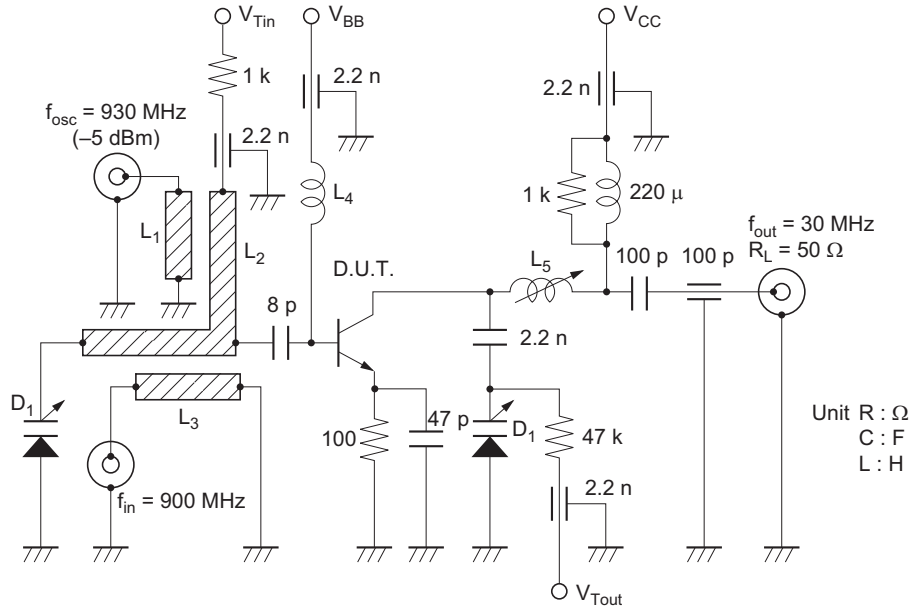 V_Tin
V_BB
V_CC
1 k
2.2 n
2.2 n
f_osc = 930 MHz
(–5 dBm)
2.2 n
L_4
1 k
220 μ
L_1
L_2
f_out = 30 MHz
R_L = 50 Ω
D.U.T.
L_5
100 p
100 p
8 p
2.2 n
D_1
L_3
100
47 p
D_1
47 k
Unit R : Ω
C : F
L : H
f_in = 900 MHz
2.2 n
V_Tout